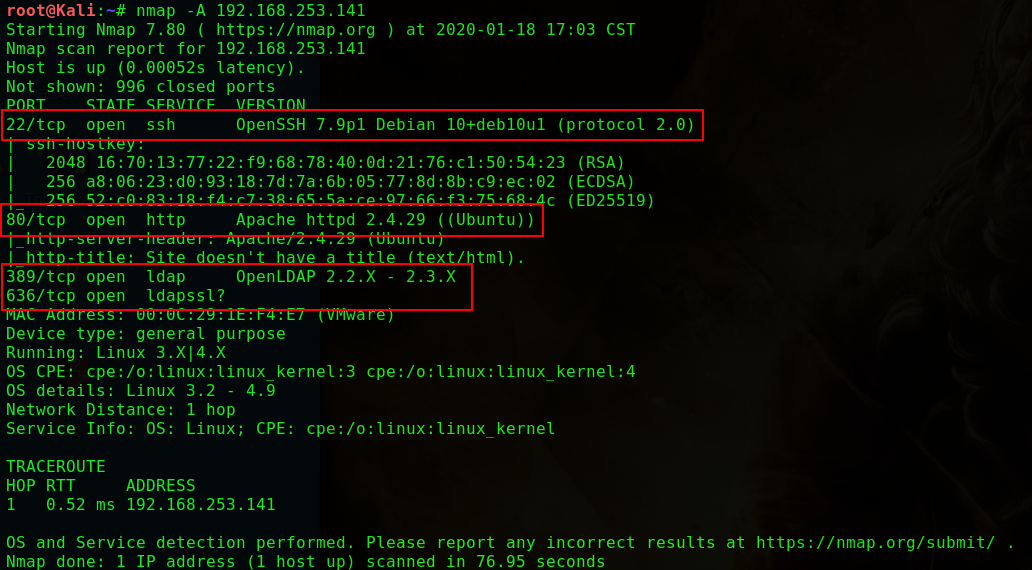 root@Kali:~# nmap -A 192.168.253.141
Starting Nmap 7.80 ( https://nmap.org ) at 2020-01-18 17:03 CST
Nmap scan report for 192.168.253.141
Host is up (0.00052s latency).
Not shown: 996 closed ports
PORT    STATE SERVICE  VERSION
22/tcp  open  ssh      OpenSSH 7.9p1 Debian 10+deb10u1 (protocol 2.0)
| ssh-hostkey:
|   2048 16:70:13:77:22:f9:68:78:40:0d:21:76:c1:50:54:23 (RSA)
|   256 a8:06:23:d0:93:18:7d:7a:6b:05:77:8d:8b:c9:ec:02 (ECDSA)
|_  256 52:c0:83:18:f4:c7:38:65:5a:ce:97:66:f3:75:68:4c (ED25519)
80/tcp  open  http     Apache httpd 2.4.29 ((Ubuntu))
|_http-server-header: Apache/2.4.29 (Ubuntu)
|_http-title: Site doesn't have a title (text/html).
389/tcp open  ldap     OpenLDAP 2.2.X - 2.3.X
636/tcp open  ldapssl?
MAC Address: 00:0C:29:1E:F4:E7 (VMware)
Device type: general purpose
Running: Linux 3.X|4.X
OS CPE: cpe:/o:linux:linux_kernel:3 cpe:/o:linux:linux_kernel:4
OS details: Linux 3.2 - 4.9
Network Distance: 1 hop
Service Info: OS: Linux; CPE: cpe:/o:linux:linux_kernel
TRACEROUTE
HOP RTT     ADDRESS
1   0.52 ms 192.168.253.141
OS and Service detection performed. Please report any incorrect results at https://nmap.org/submit/ .
Nmap done: 1 IP address (1 host up) scanned in 76.95 seconds